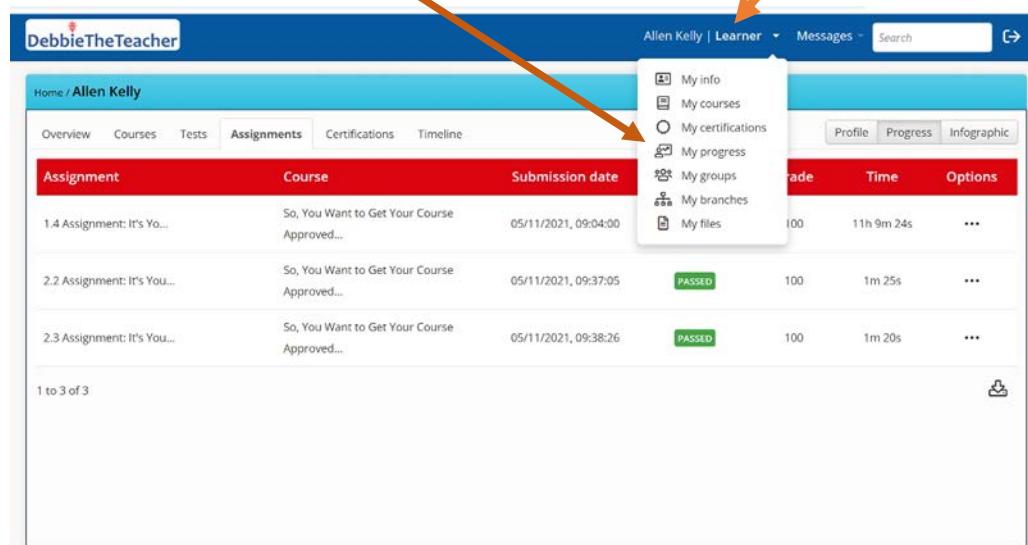 DebbieTheTeacher
Allen Kelly | Learner Messages Search
My info
My courses
My certifications
My progress
My groups
My branches
My files
Home / Allen Kelly
Overview Courses Tests Assignments Certifications Timeline Profile Progress Infographic
Assignment Course Submission date rade Time Options
1.4 Assignment: It's Yo... So, You Want to Get Your Course 05/11/2021, 09:04:00 100 11h 9m 24s ...
Approved...
2.2 Assignment: It's You... So, You Want to Get Your Course 05/11/2021, 09:37:05 PASSED 100 1m 25s ...
Approved...
2.3 Assignment: It's You... So, You Want to Get Your Course 05/11/2021, 09:38:26 PASSED 100 1m 20s ...
Approved...
1 to 3 of 3